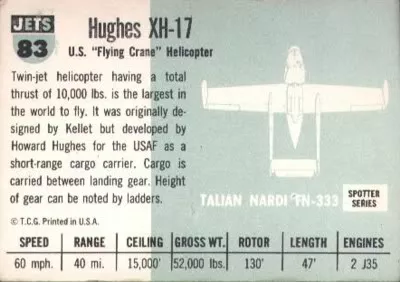 JETS
83
Hughes XH-17
U.S. "Flying Crane" Helicopter
Twin-jet helicopter having a total
thrust of 10,000 lbs. is the largest in
the world to fly. It was originally de-
signed by Kellet but developed by
Howard Hughes for the USAF as a
short-range cargo carrier. Cargo is
carried between landing gear. Height
of gear can be noted by ladders.
© T.C.G. Printed in U.S.A.
TALIAN NARDI FN-333
SPOTTER
SERIES
SPEED RANGE CEILING GROSS WT. ROTOR LENGTH ENGINES
60 mph. 40 mi. 15,000' 52,000 lbs. 130' 47' 2 J35